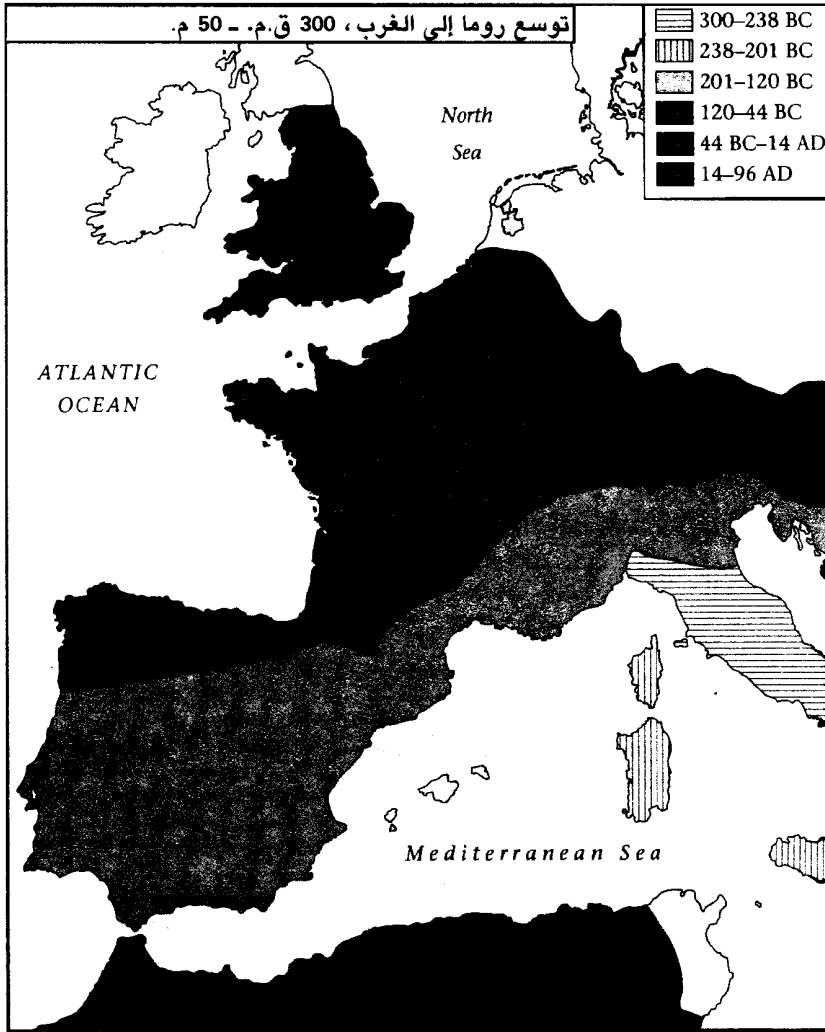 توسع روما إلى الغرب، 300 ق.م. - 50 م.
300–238 BC
238–201 BC
201–120 BC
120–44 BC
44 BC–14 AD
14–96 AD
North
Sea
ATLANTIC
OCEAN
Mediterranean Sea